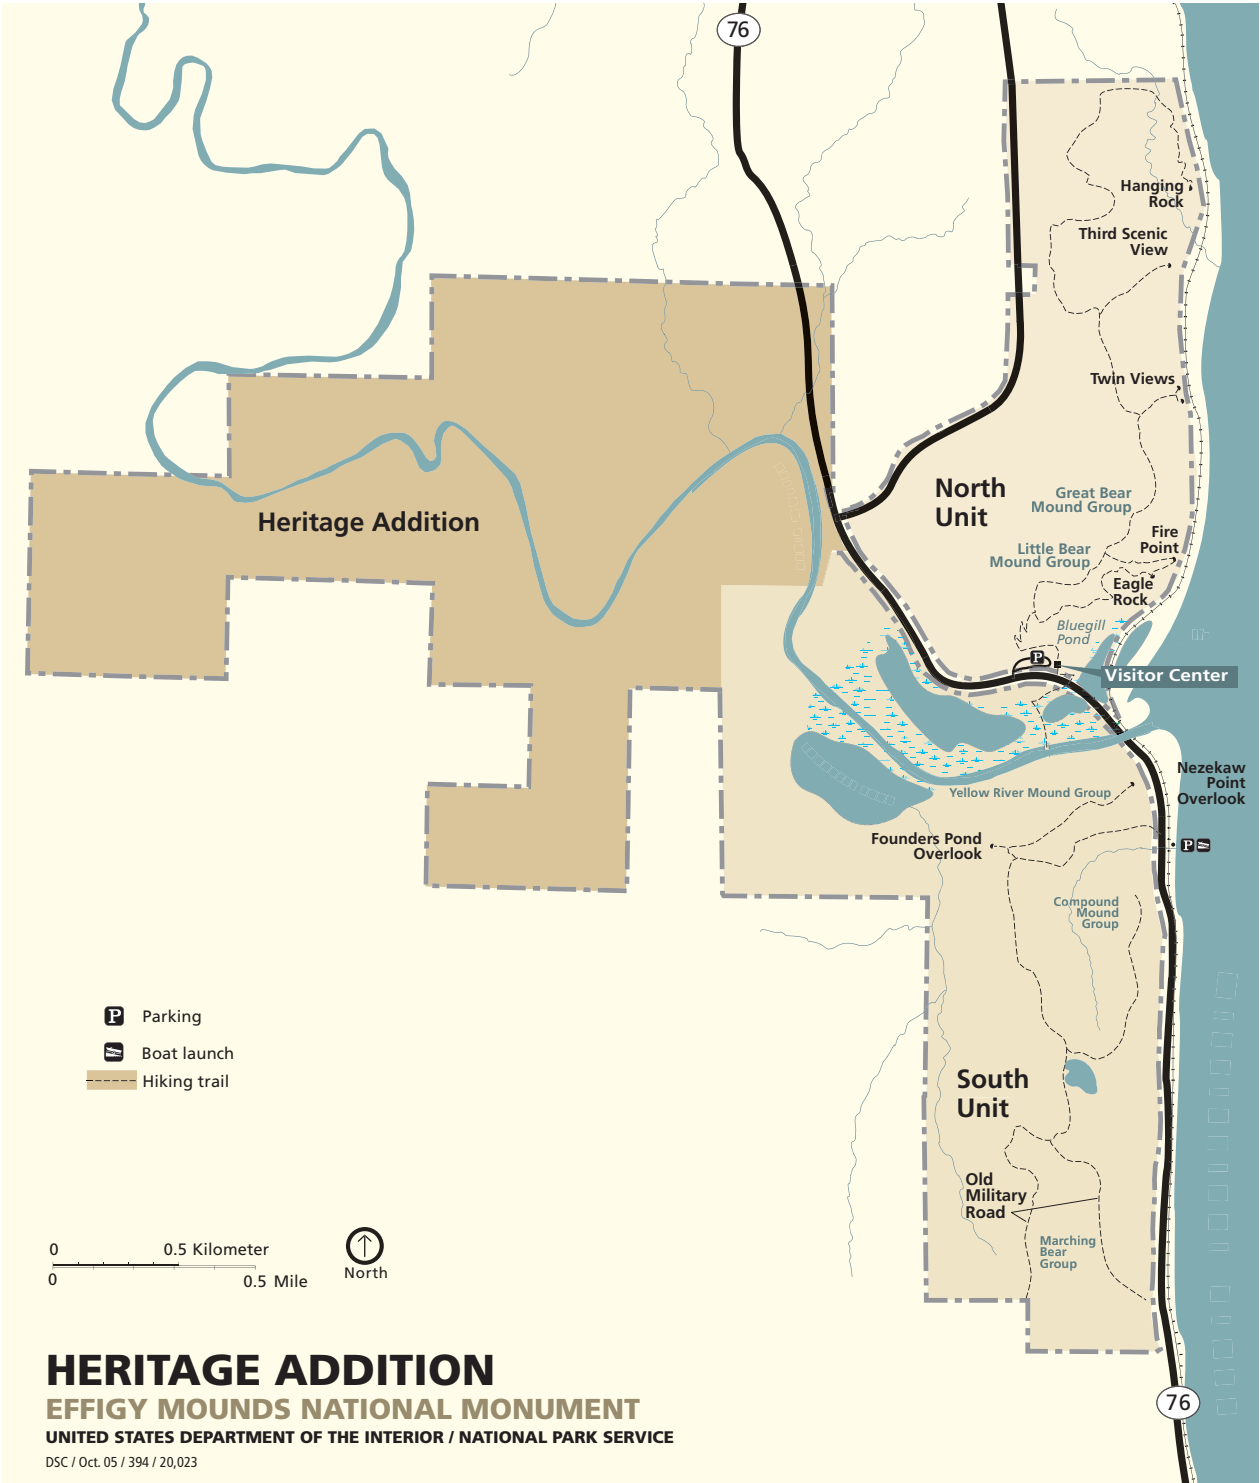 76
Hanging
Rock
Third Scenic
View
Twin Views
North
Unit
Great Bear
Mound Group
Fire
Point
Little Bear
Mound Group
Eagle
Rock
Heritage Addition
Bluegill
Pond
P
Visitor Center
Nezekaw
Point
Overlook
Yellow River Mound Group
Founders Pond
Overlook
P
Compound
Mound
Group
P Parking
Boat launch
Hiking trail
South
Unit
Old
Military
Road
Marching
Bear
Group
0 0.5 Kilometer
0 0.5 Mile
North
HERITAGE ADDITION
EFFIGY MOUNDS NATIONAL MONUMENT
UNITED STATES DEPARTMENT OF THE INTERIOR / NATIONAL PARK SERVICE
DSC / Oct. 05 / 394 / 20,023
76